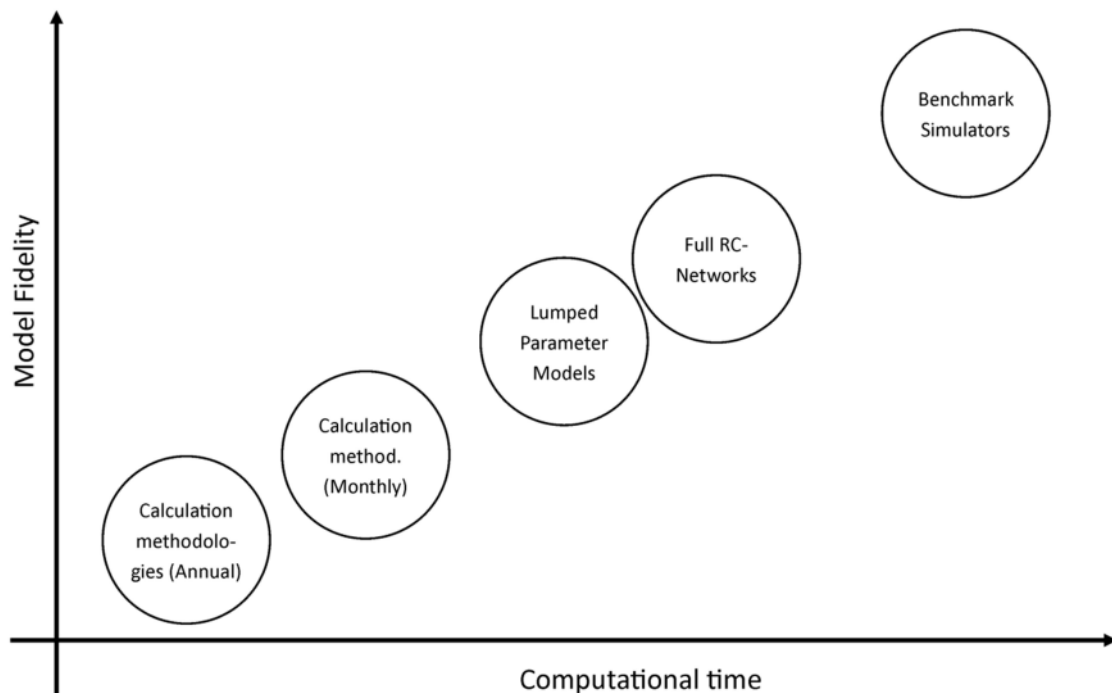 Benchmark
Simulators
Full RC-
Networks
Lumped
Parameter
Models
Calculation
method.
(Monthly)
Calculation
methodolo-
gies (Annual)
Model Fidelity
Computational time